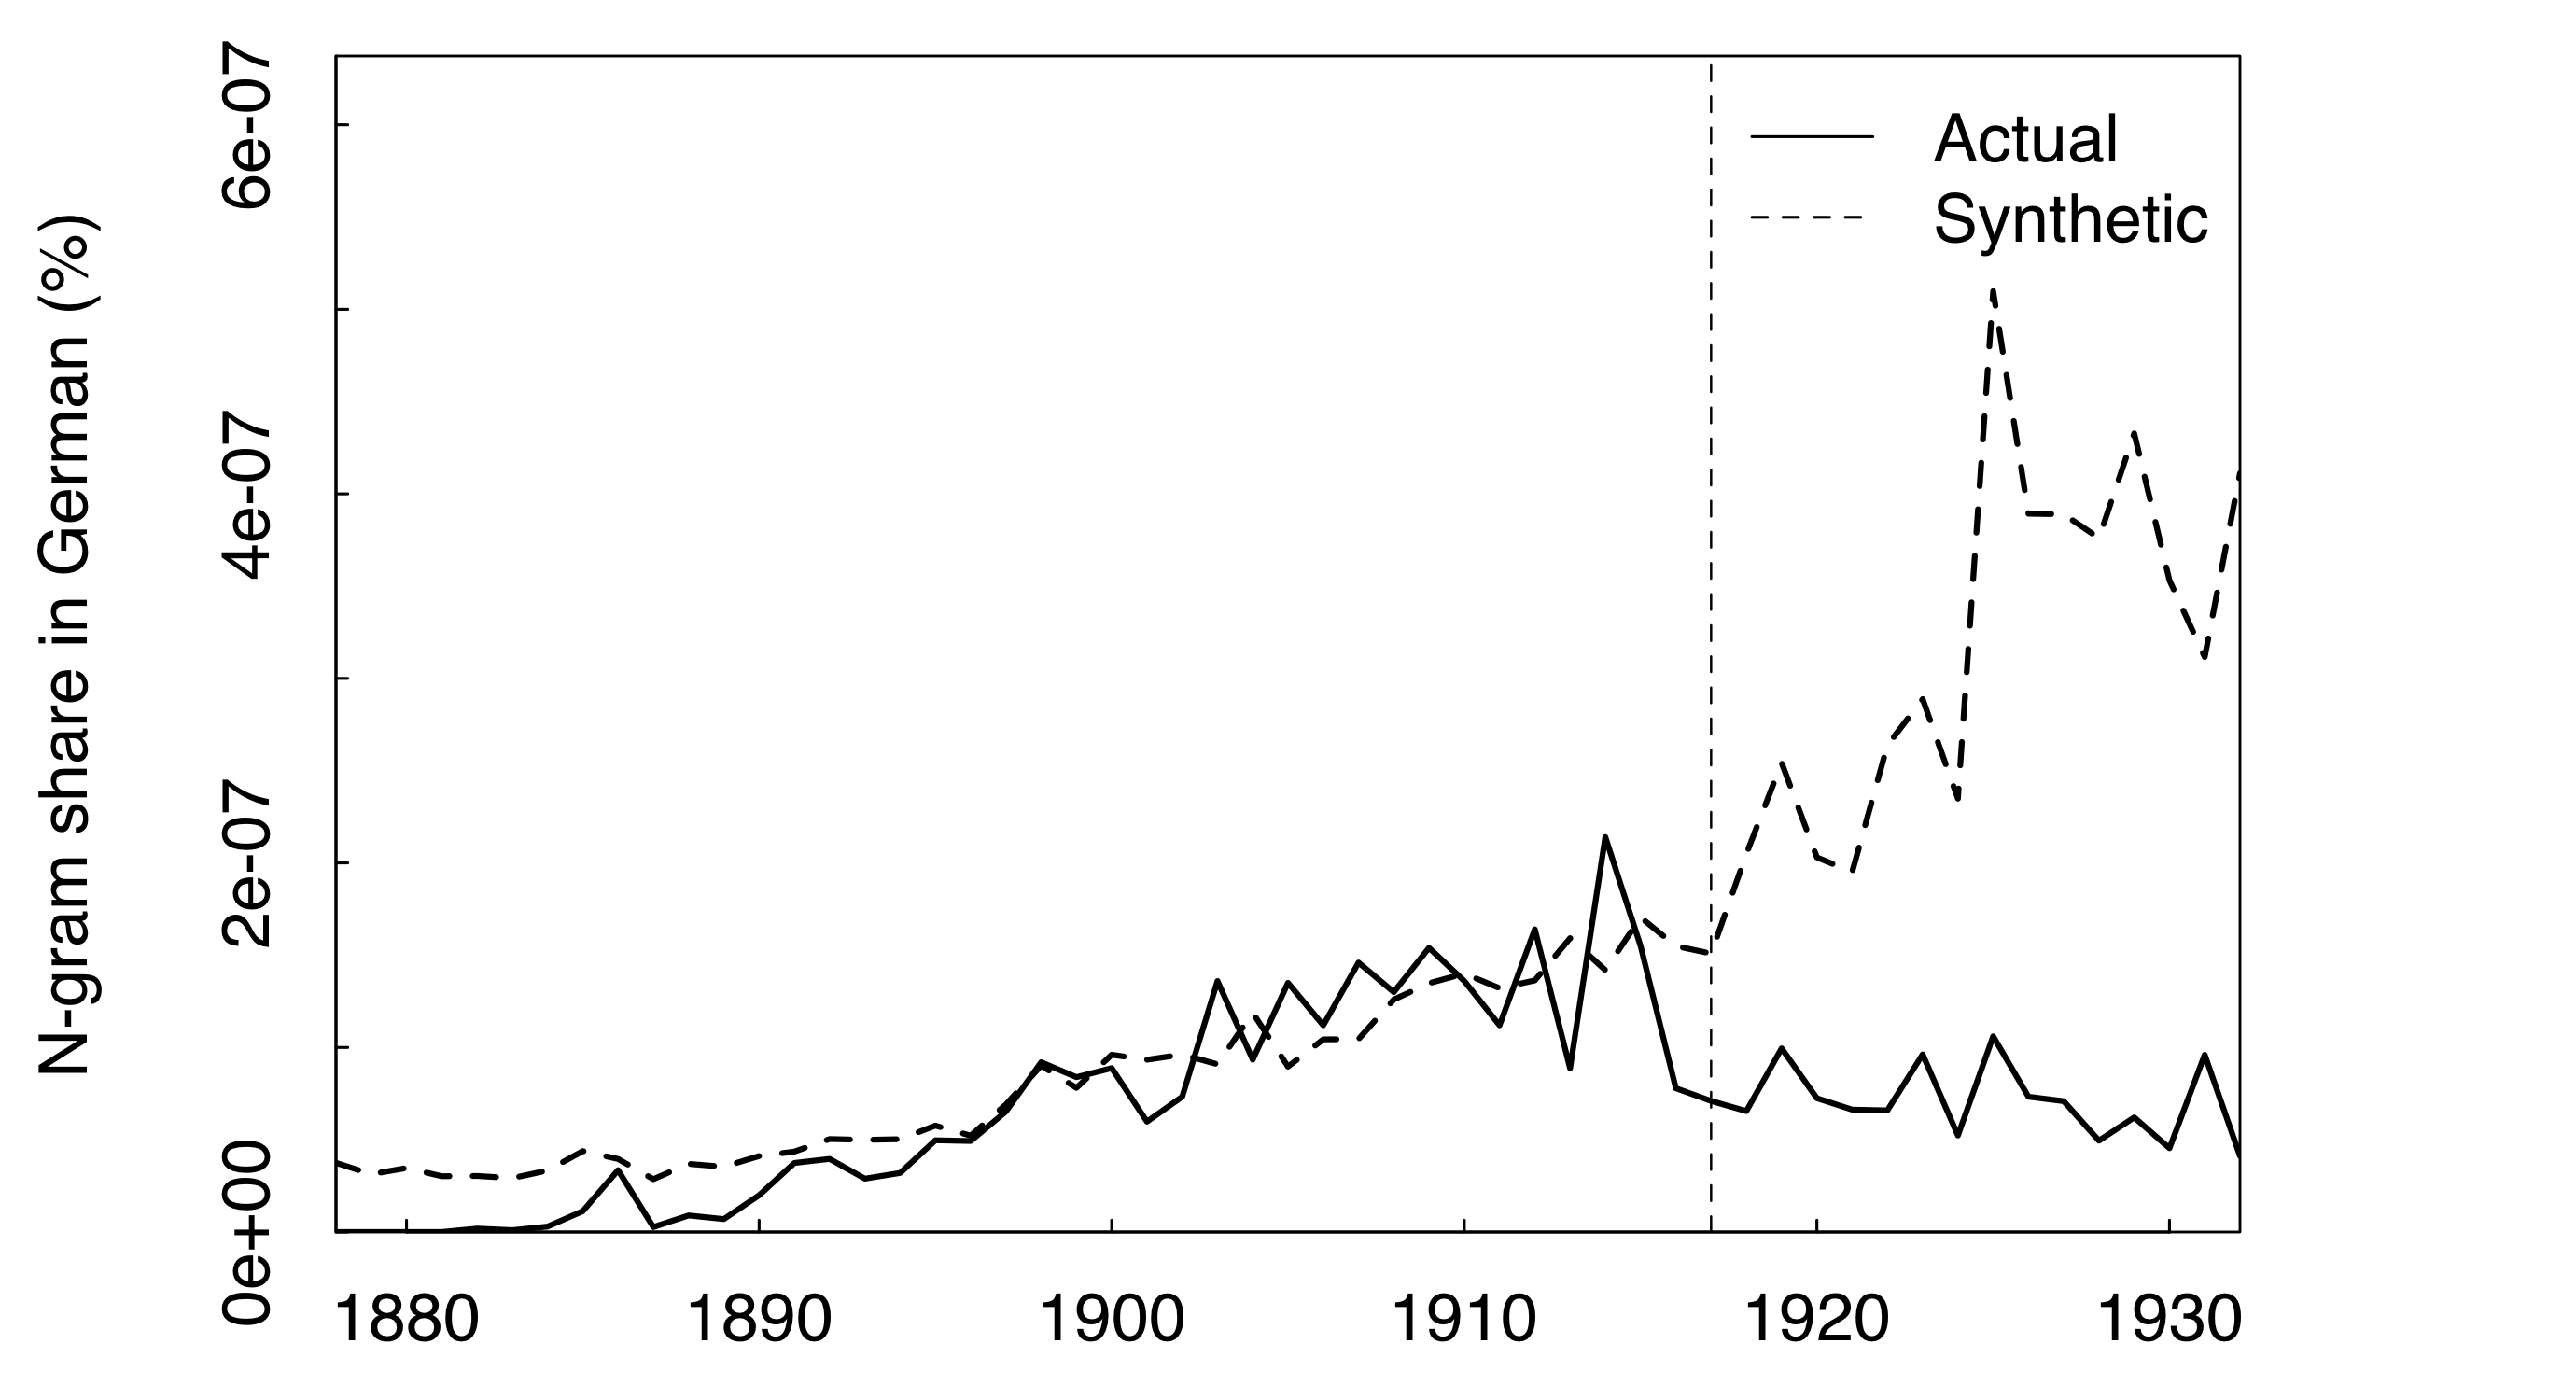 N-gram share in German (%)
6e-07
4e-07
2e-07
0e+00
Actual
Synthetic
1880 1890 1900 1910 1920 1930